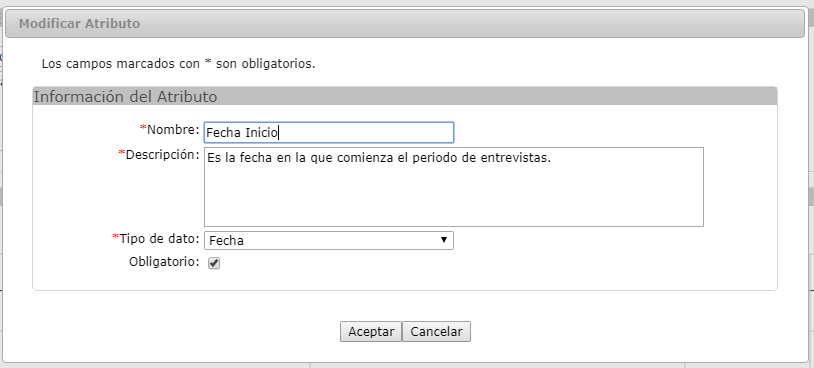 Modificar Atributo
Los campos marcados con * son obligatorios.
Información del Atributo
*Nombre: Fecha Inicio
*Descripción: Es la fecha en la que comienza el periodo de entrevistas.
*Tipo de dato: Fecha
Obligatorio:
Aceptar Cancelar